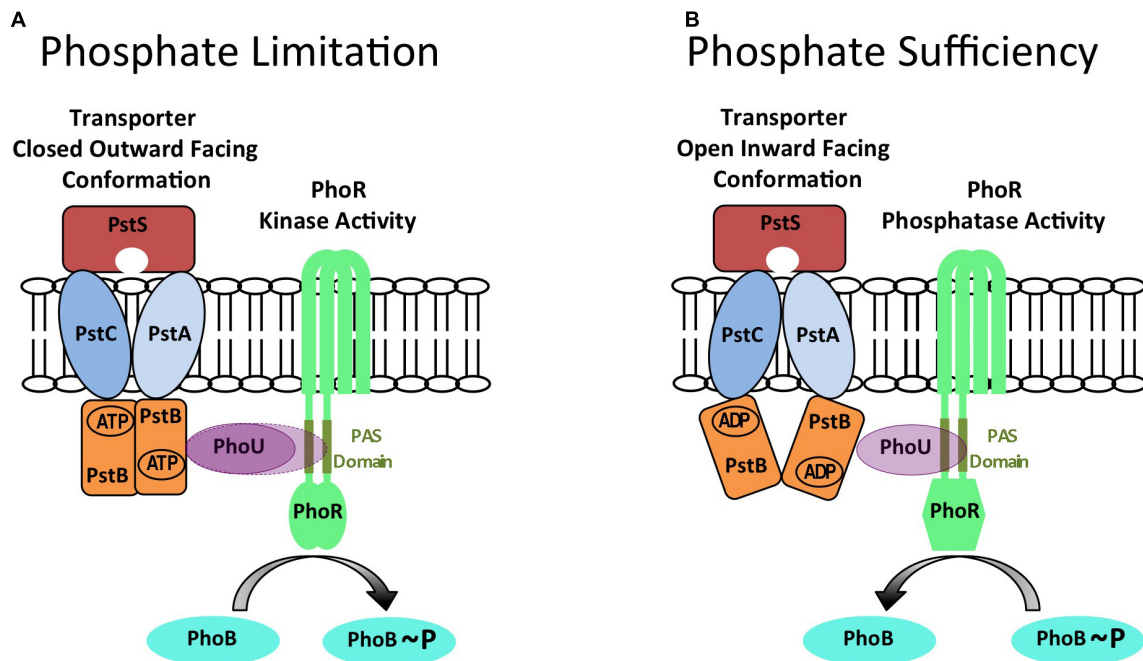 A
Phosphate Limitation
Transporter
Closed Outward Facing
Conformation
PhoR
Kinase Activity
PstS
PstC
PstA
ATP
PstB
PstB
ATP
PhoU
PAS
Domain
PhoR
PhoB
PhoB ~P
B
Phosphate Sufficiency
Transporter
Open Inward Facing
Conformation
PhoR
Phosphatase Activity
PstS
PstC
PstA
ADP
PstB
PstB
ADP
PhoU
PAS
Domain
PhoR
PhoB
PhoB ~P